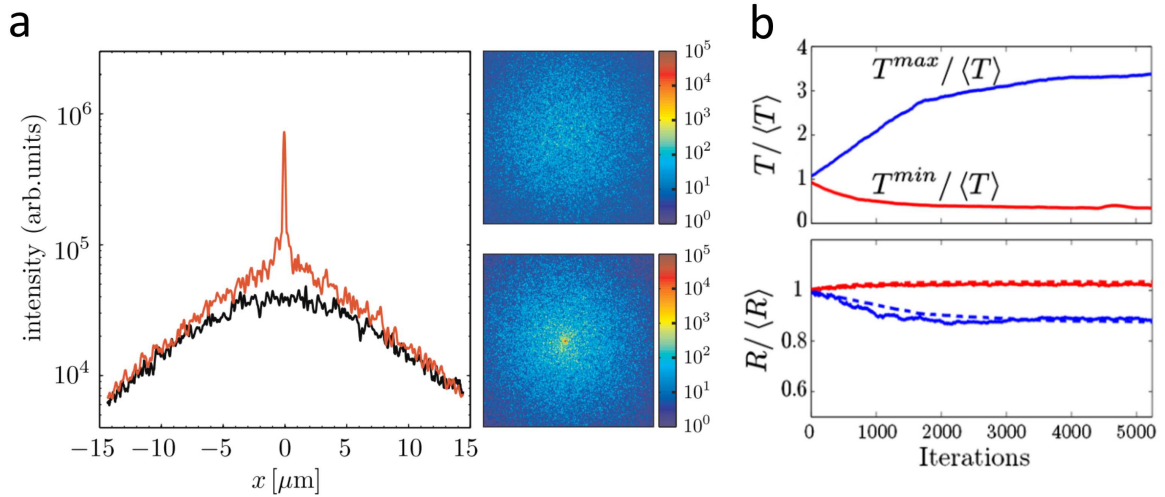 a
intensity (arb.units)
10^6
10^5
10^4
−15 −10 −5 0 5 10 15
x [μm]
10^5
10^4
10^3
10^2
10^1
10^0
10^5
10^4
10^3
10^2
10^1
10^0
b
T/⟨T⟩
4
3
2
1
0
T^{max}/⟨T⟩
T^{min}/⟨T⟩
R/⟨R⟩
1
0.8
0.6
0 1000 2000 3000 4000 5000
Iterations